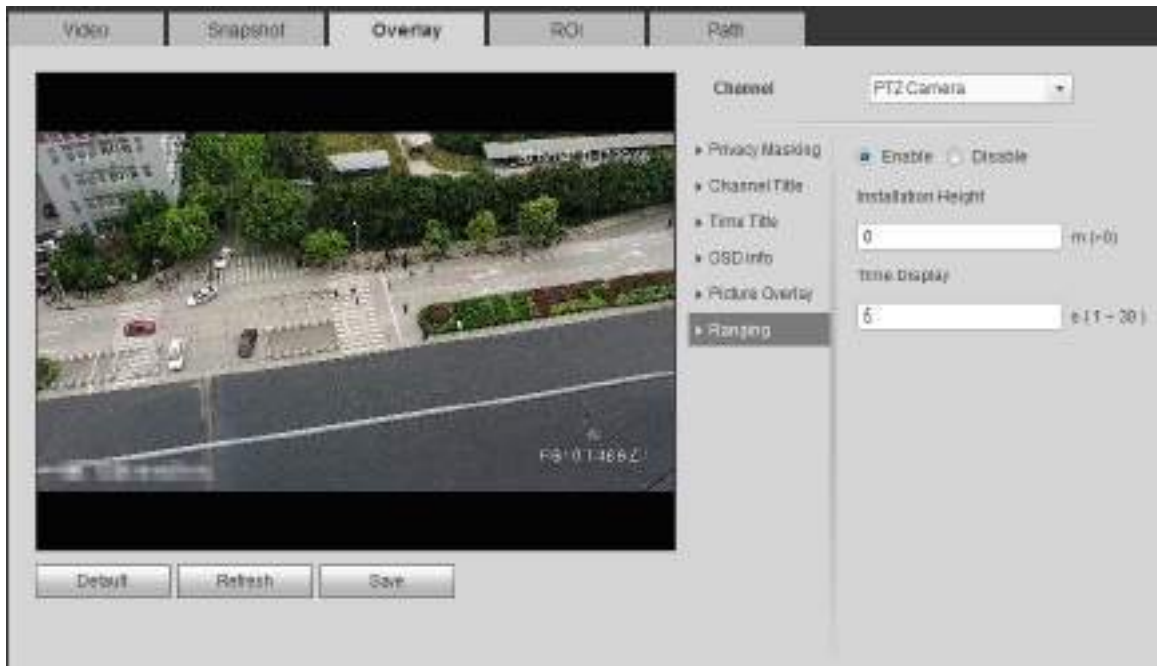 Video Snapshot Overlay ROI Path
Channel PTZ Camera
Privacy Masking
Channel Title
Time Title
OSD Info
Picture Overlay
Ranging
Enable Disable
Installation Height
0 m (>0)
Time Display
5 s (1 ~ 30)
Default Refresh Save